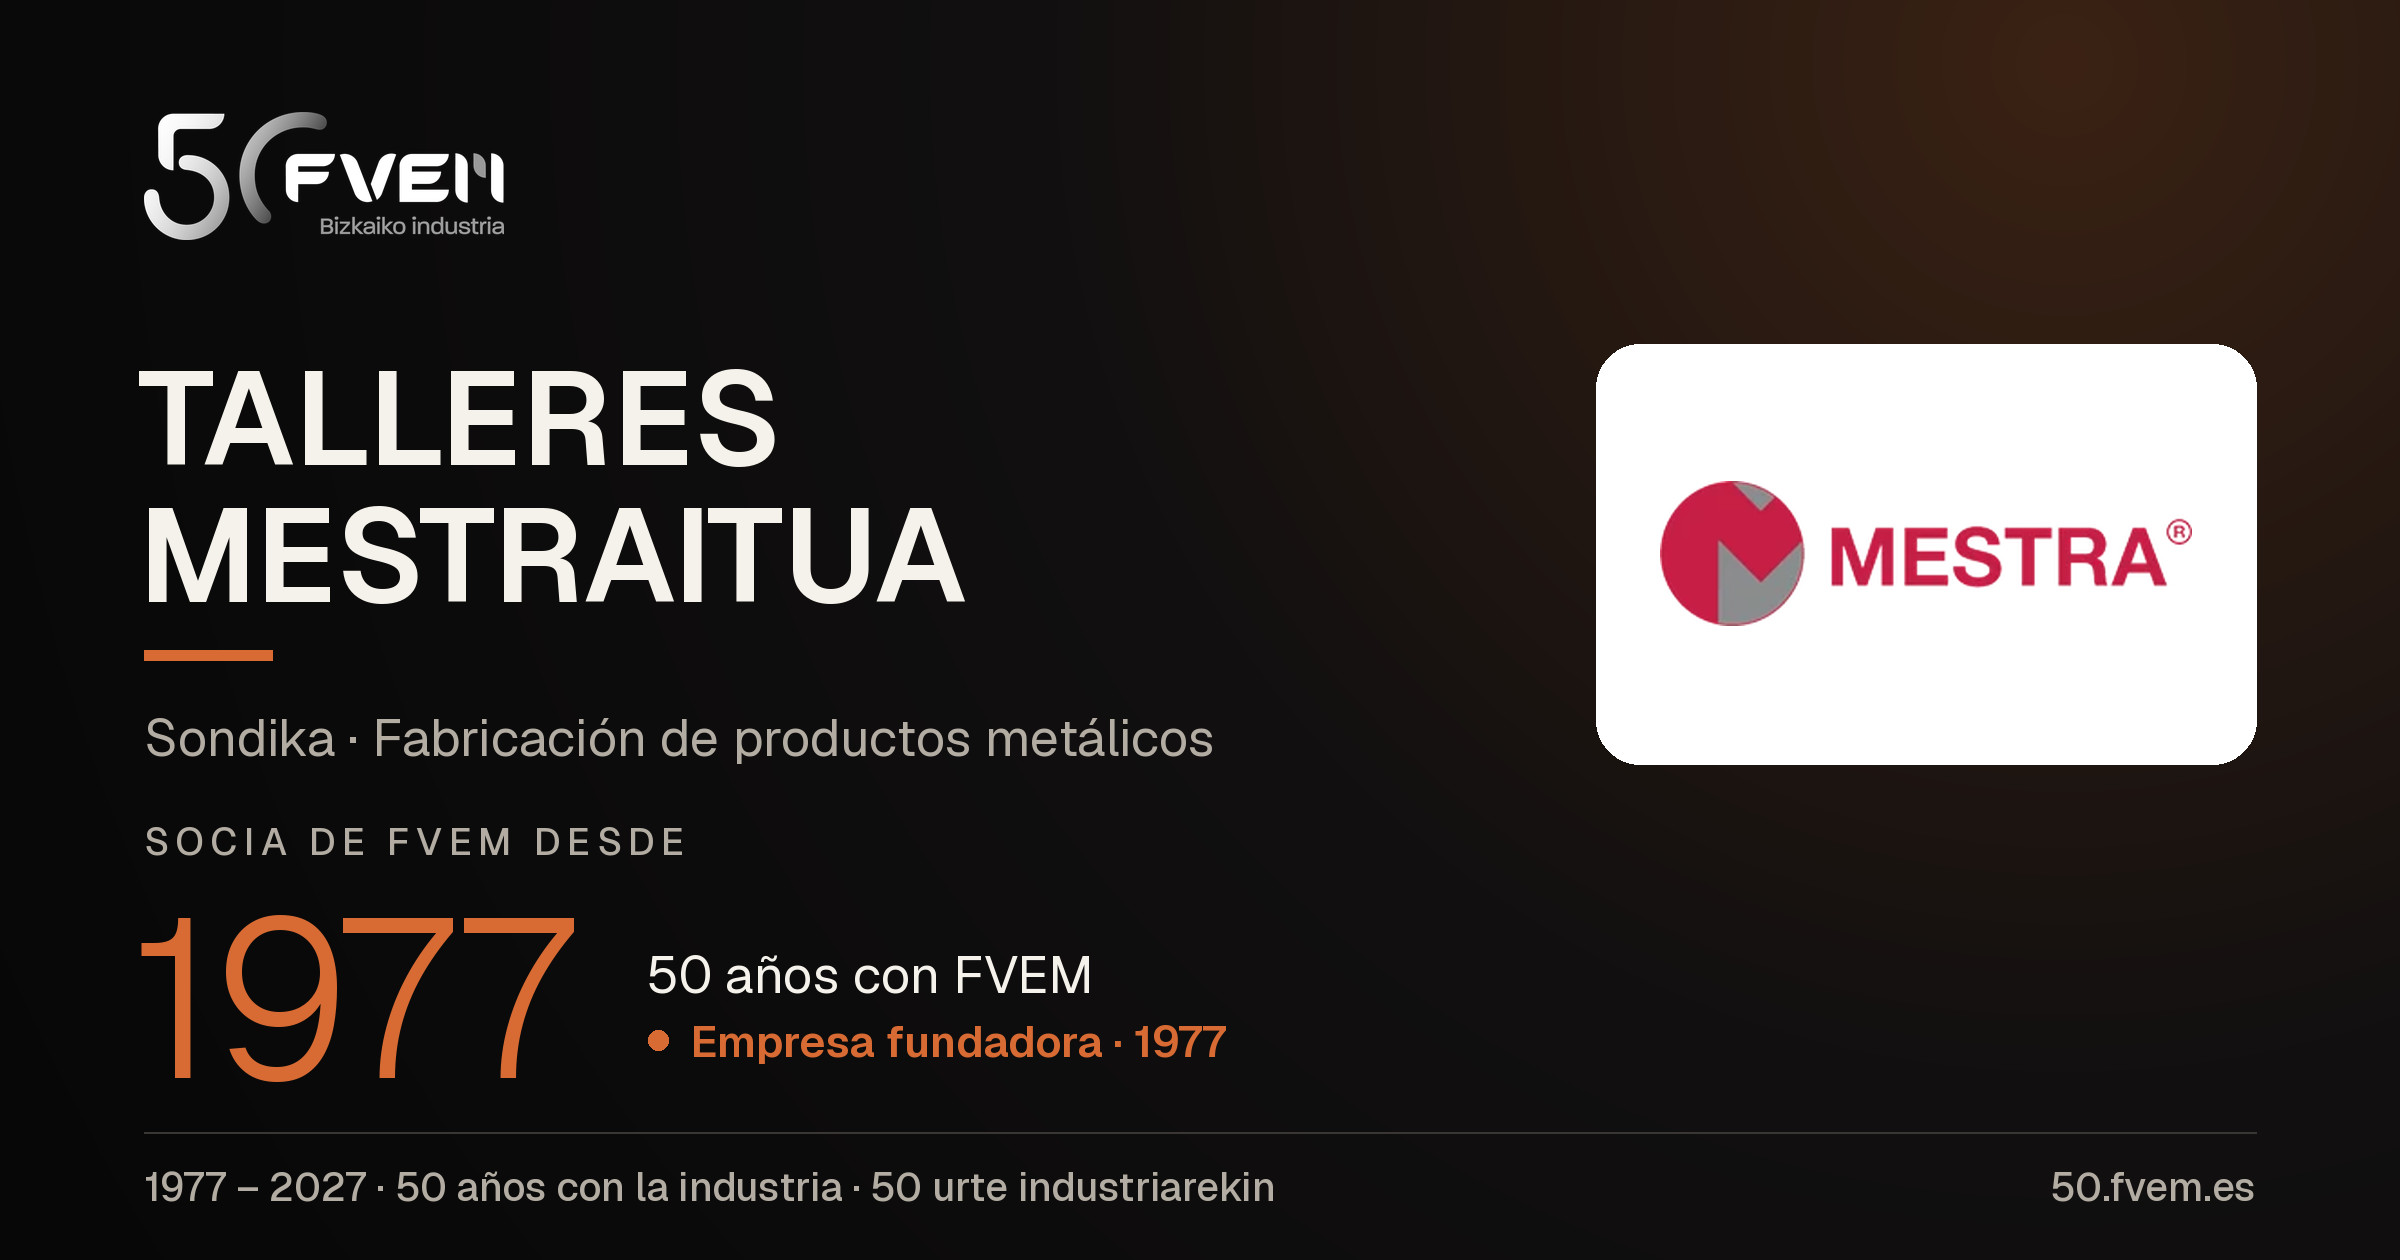 50 FVEM
Bizkaiko industria
TALLERES
MESTRAITUA
MESTRA®
Sondika · Fabricación de productos metálicos
SOCIA DE FVEM DESDE
1977
50 años con FVEM
Empresa fundadora · 1977
1977 – 2027 · 50 años con la industria · 50 urte industriarekin
50.fvem.es